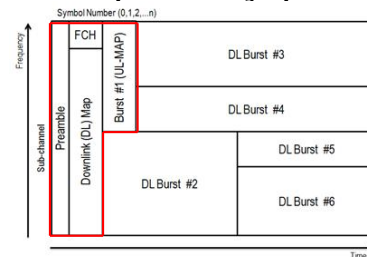 Symbol Number (0,1,2,...n)
Frequency
Sub-channel
Preamble
FCH
Downlink (DL) Map
Burst #1 (UL-MAP)
DL Burst #3
DL Burst #4
DL Burst #2
DL Burst #5
DL Burst #6
Time